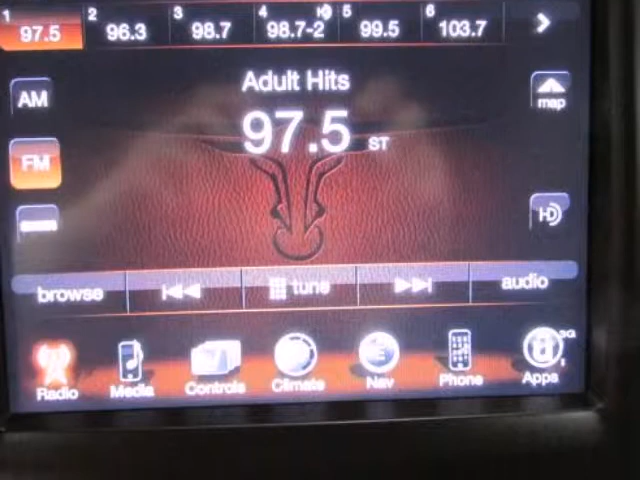 1 97.5 2 96.3 3 98.7 4 98.7-2 5 99.5 6 103.7
Adult Hits
AM
map
97.5 ST
FM
HD
browse tune audio
Radio Media Controls Climate Nav Phone Apps
3G